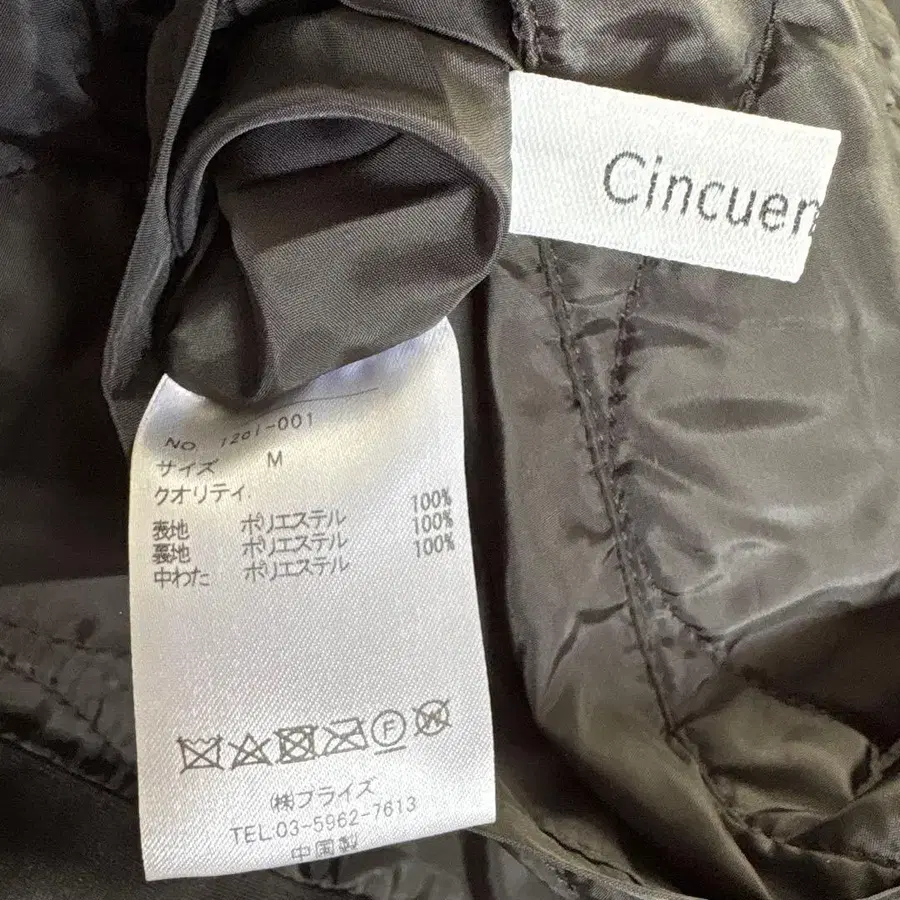 Cincuen
NO. 1201-001
サイズ M
クオリティ
表地 ポリエステル 100%
裏地 ポリエステル 100%
中わた ポリエステル 100%
㈱プライズ
TEL.03-5962-7613
中国製